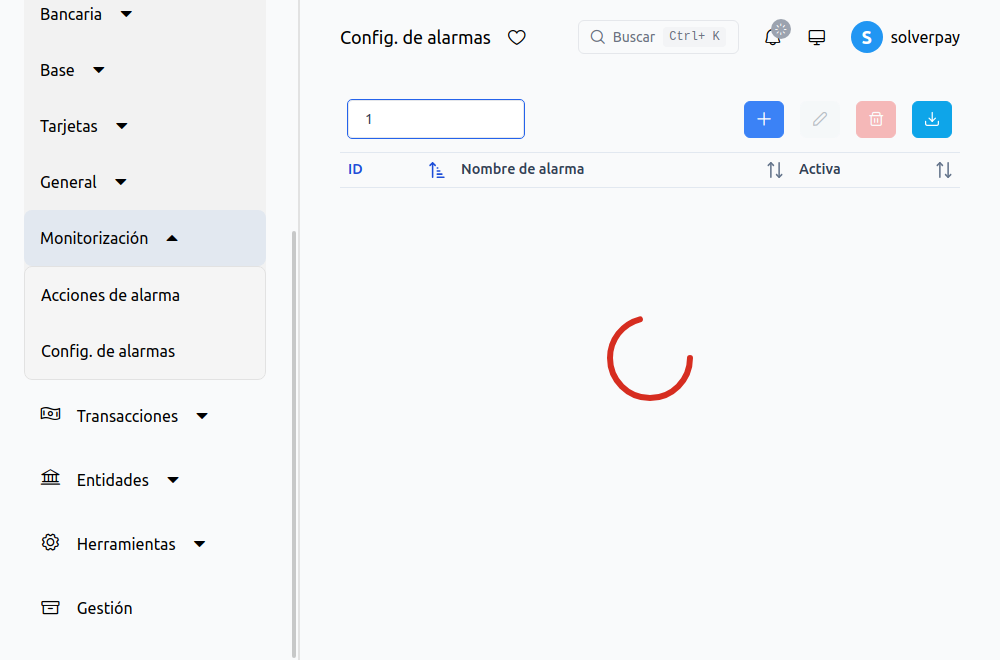 Bancaria
Base
Tarjetas
General
Monitorización
Acciones de alarma
Config. de alarmas
Transacciones
Entidades
Herramientas
Gestión
Config. de alarmas
Buscar Ctrl+ K
S solverpay
1
ID Nombre de alarma Activa